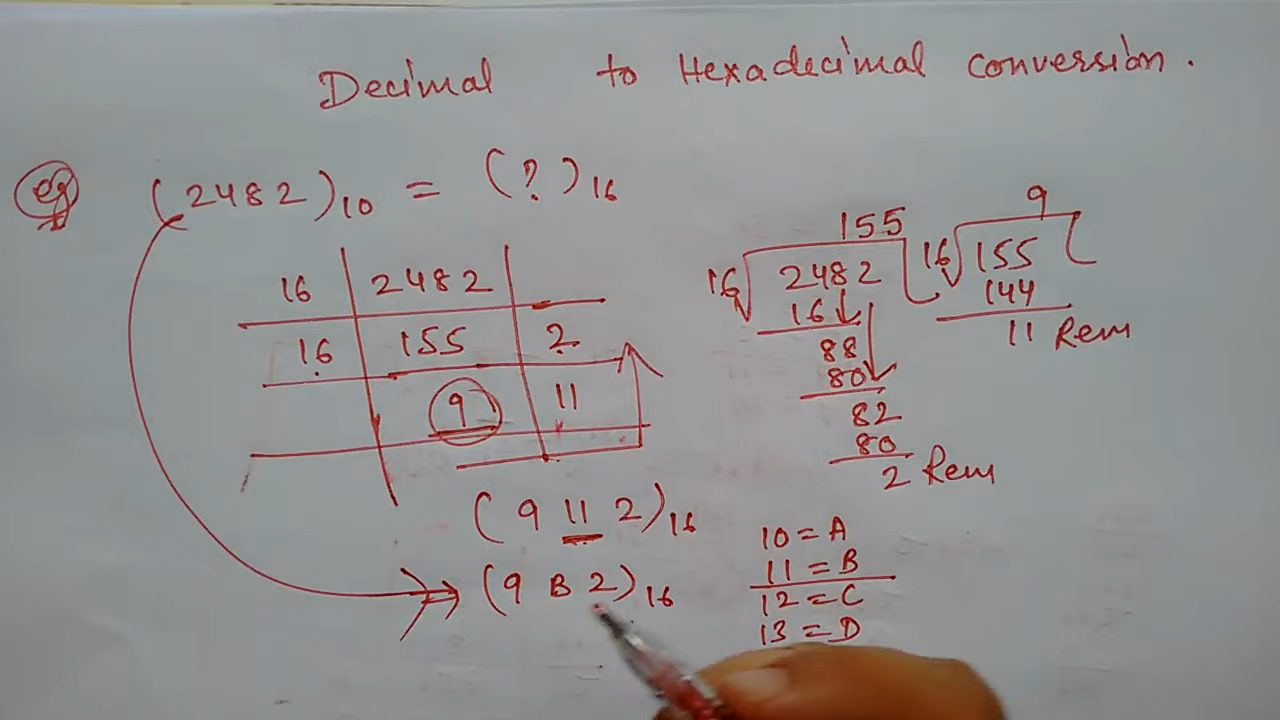 Decimal to Hexadecimal conversion.
eg (2482)10 = (?)16
16 2482
16 155 2
9 11
(9 11 2)16
(9 B 2)16
155
16 2482
16
88
80
82
80
2 Rem
9
16 155
144
11 Rem
10 = A
11 = B
12 = C
13 = D